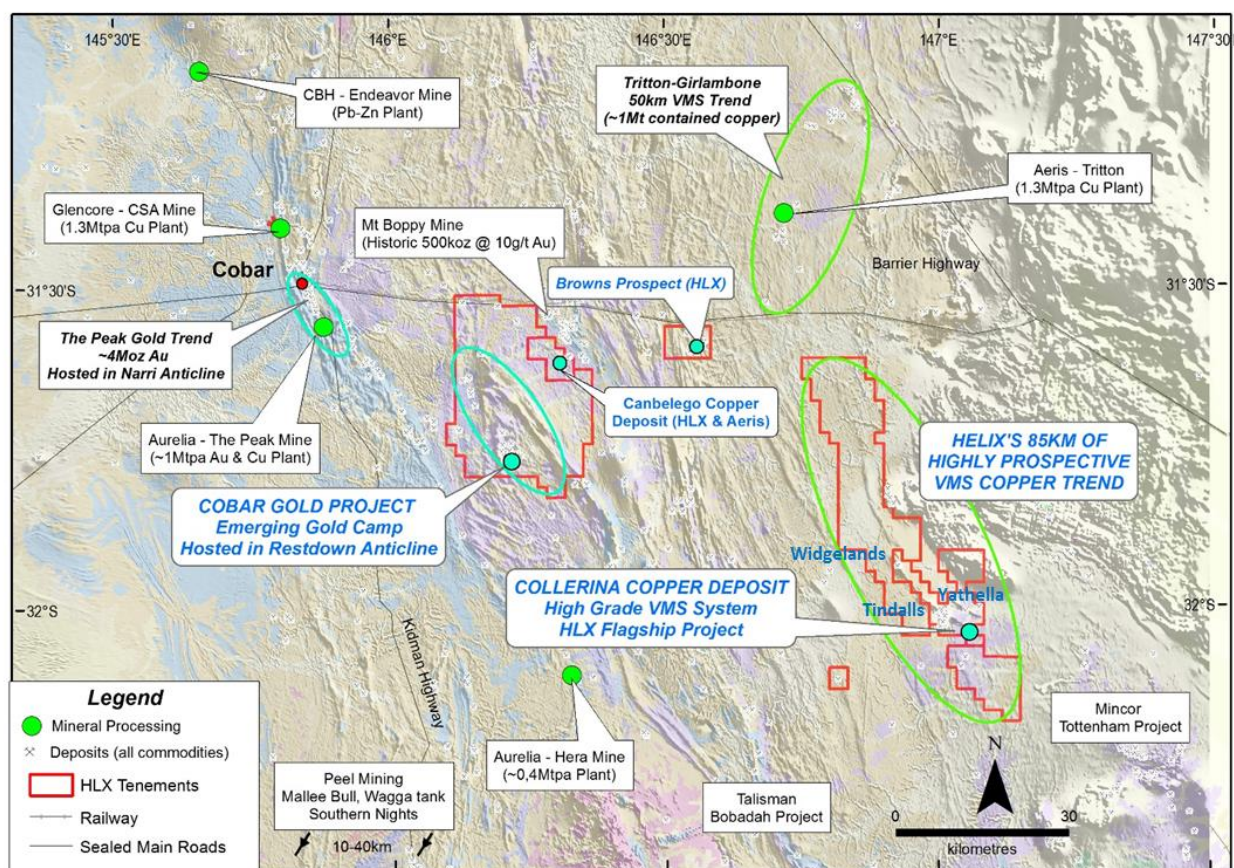 145°30'E
146°E
146°30'E
147°E
147°30'E
CBH - Endeavor Mine
(Pb-Zn Plant)
Tritton-Girlambone
50km VMS Trend
(~1Mt contained copper)
Aeris - Tritton
(1.3Mtpa Cu Plant)
Glencore - CSA Mine
(1.3Mtpa Cu Plant)
Mt Boppy Mine
(Historic 500koz @ 10g/t Au)
Cobar
Barrier Highway
31°30'S
31°30'S
Browns Prospect (HLX)
The Peak Gold Trend
~4Moz Au
Hosted in Narri Anticline
Canbelego Copper
Deposit (HLX & Aeris)
Aurelia - The Peak Mine
(~1Mtpa Au & Cu Plant)
HELIX'S 85KM OF
HIGHLY PROSPECTIVE
VMS COPPER TREND
COBAR GOLD PROJECT
Emerging Gold Camp
Hosted in Restdown Anticline
Widgelands
COLLERINA COPPER DEPOSIT
High Grade VMS System
HLX Flagship Project
Yathella
Tindalls
32°S
32°S
Kidman Highway
Legend
Mineral Processing
Deposits (all commodities)
HLX Tenements
Railway
Sealed Main Roads
Aurelia - Hera Mine
(~0,4Mtpa Plant)
Mincor
Tottenham Project
Peel Mining
Mallee Bull, Wagga tank
Southern Nights
10-40km
Talisman
Bobadah Project
N
0
30
kilometres